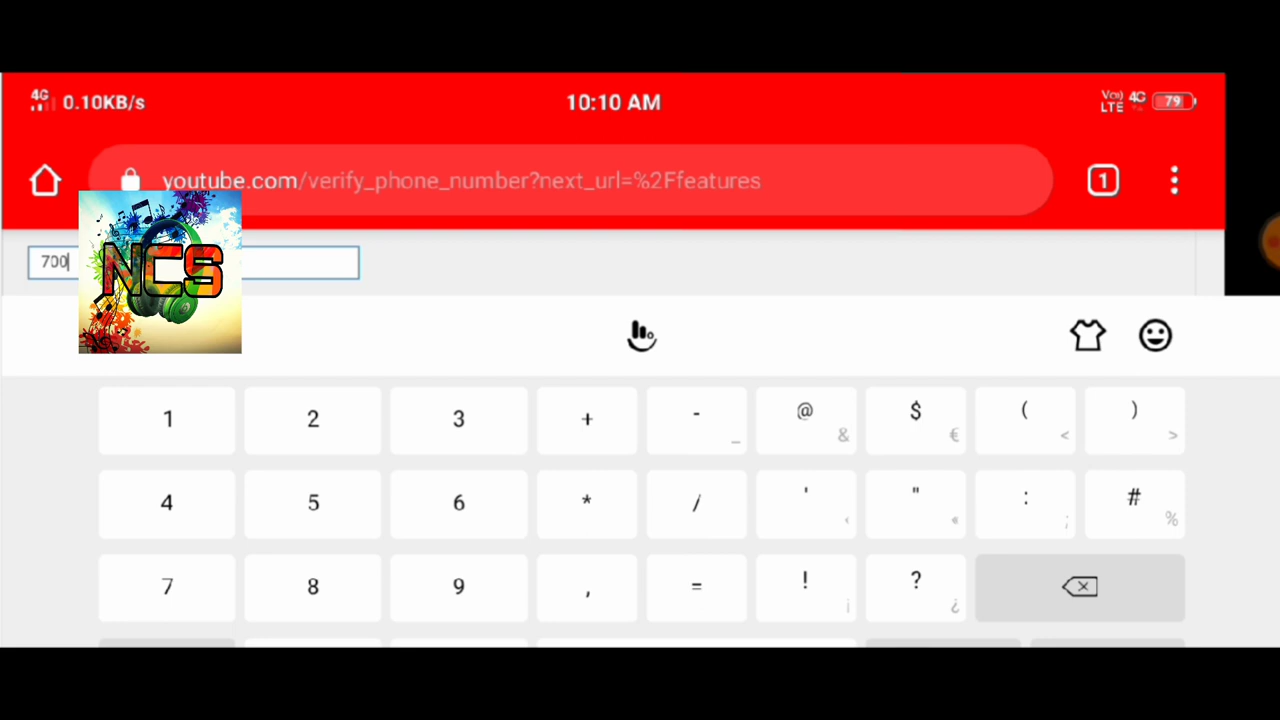 4G 0.10KB/s 10:10 AM Vo)) LTE 4G 79
youtube.com/verify_phone_number?next_url=%2Ffeatures 1
700
NCS
1 2 3 + - _ @ & $ € ( < ) >
4 5 6 * / ' ‹ " « : ; # %
7 8 9 , = ! ¡ ? ¿